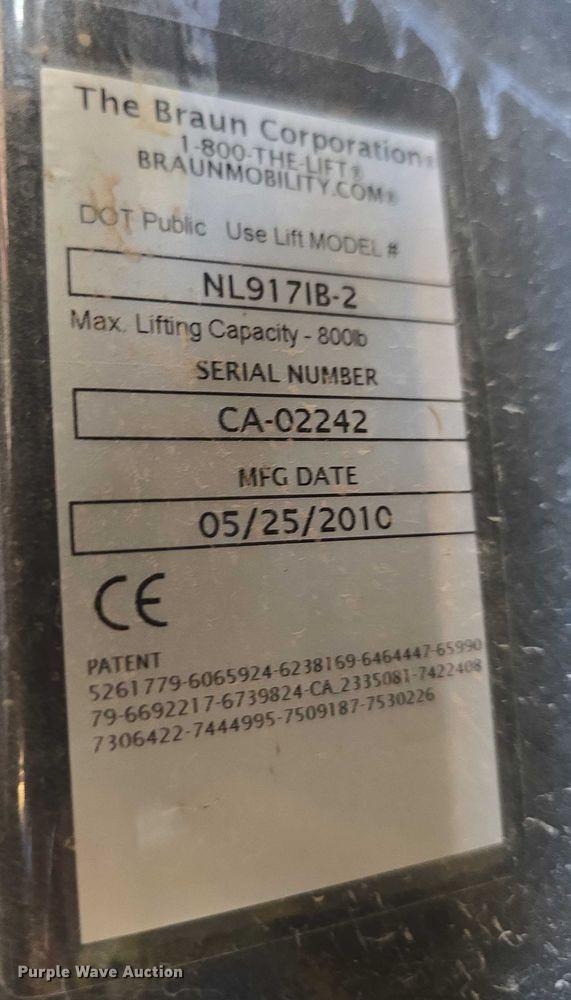 The Braun Corporation®
1-800-THE-LIFT®
BRAUNMOBILITY.COM®
DOT Public Use Lift MODEL #
NL917IB-2
Max. Lifting Capacity - 800lb
SERIAL NUMBER
CA-02242
MFG DATE
05/25/2010
CE
PATENT
5261779-6065924-6238169-6464447-65990
79-6692217-6739824-CA_2335081-7422408
7306422-7444995-7509187-7530226
Purple Wave Auction